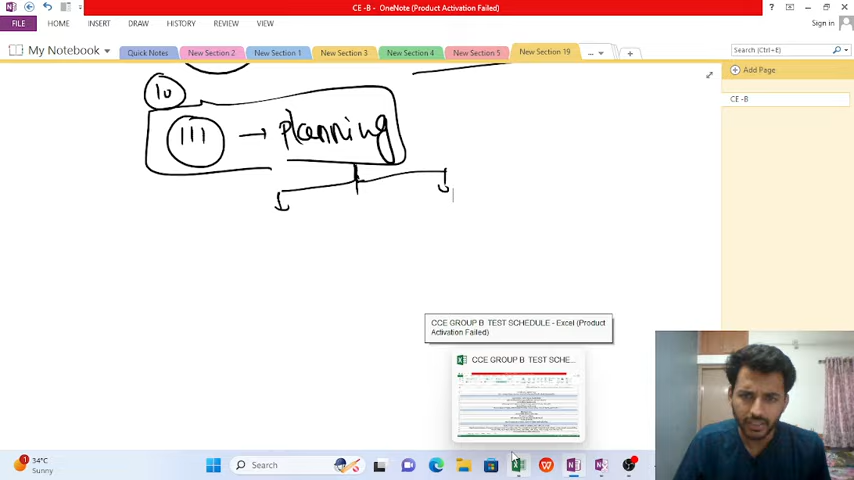 CE -B - OneNote (Product Activation Failed)
FILE HOME INSERT DRAW HISTORY REVIEW VIEW
Sign in
My Notebook
Quick Notes New Section 2 New Section 1 New Section 3 New Section 4 New Section 5 New Section 19 ...
Search (Ctrl+E)
Add Page
CE -B
10
111 → planning
CCE GROUP B TEST SCHEDULE - Excel (Product
Activation Failed)
CCE GROUP B TEST SCHE...
34°C
Sunny
1
Search